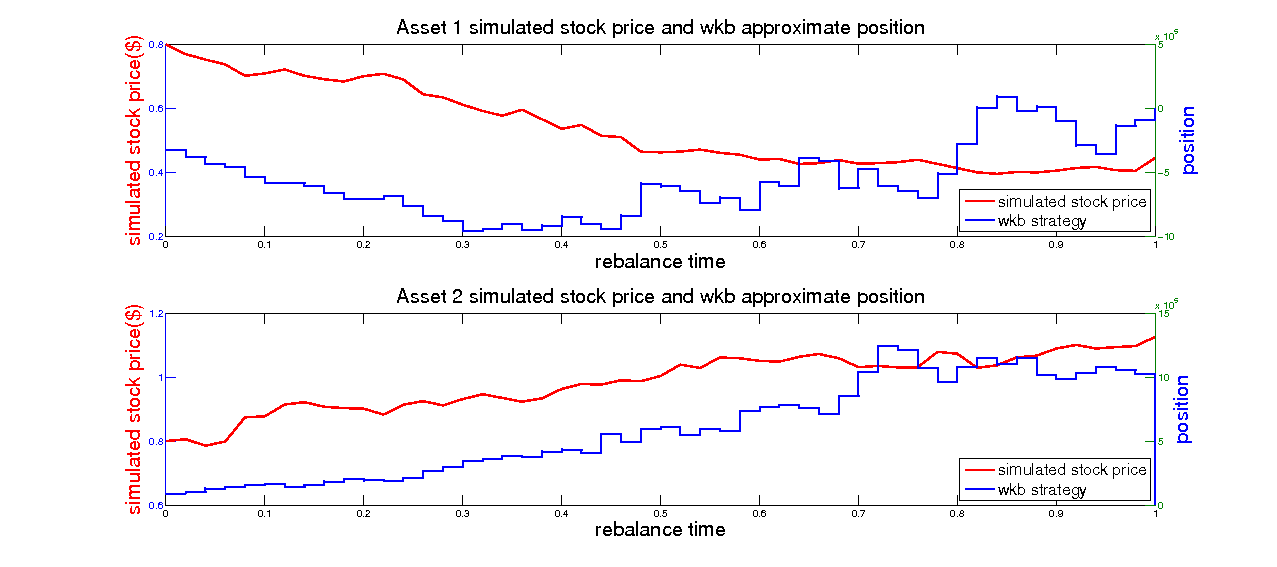 Asset 1 simulated stock price and wkb approximate position
x 10^5
simulated stock price($)
0.8
0.6
0.4
0.2
5
0
-5
-10
position
simulated stock price
wkb strategy
0 0.1 0.2 0.3 0.4 0.5 0.6 0.7 0.8 0.9 1
rebalance time
Asset 2 simulated stock price and wkb approximate position
simulated stock price($)
1.2
1
0.8
0.6
15
10
5
0
position
simulated stock price
wkb strategy
0 0.1 0.2 0.3 0.4 0.5 0.6 0.7 0.8 0.9 1
rebalance time